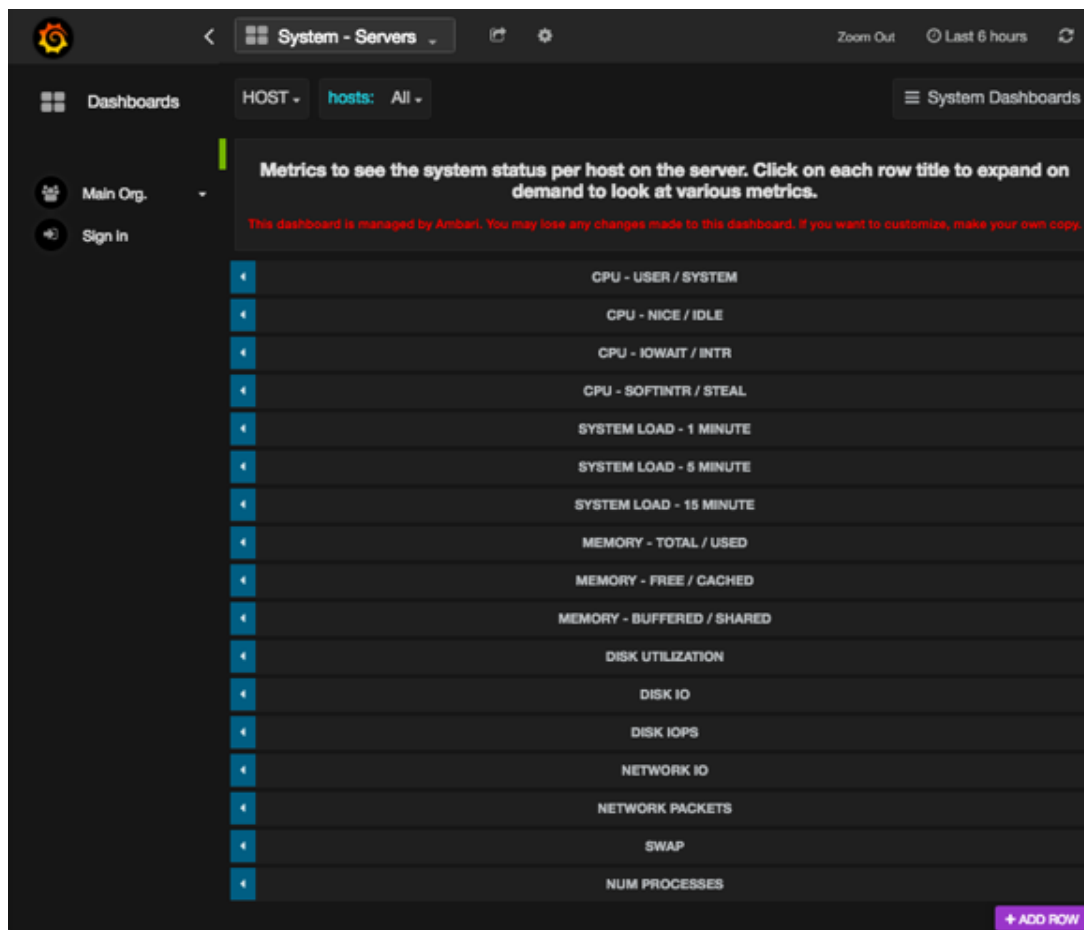 System - Servers
Zoom Out Last 6 hours
Dashboards
HOST hosts: All System Dashboards
Metrics to see the system status per host on the server. Click on each row title to expand on
demand to look at various metrics.
This dashboard is managed by Ambari. You may lose any changes made to this dashboard. If you want to customize, make your own copy.
Main Org.
Sign In
CPU - USER / SYSTEM
CPU - NICE / IDLE
CPU - IOWAIT / INTR
CPU - SOFTINTR / STEAL
SYSTEM LOAD - 1 MINUTE
SYSTEM LOAD - 5 MINUTE
SYSTEM LOAD - 15 MINUTE
MEMORY - TOTAL / USED
MEMORY - FREE / CACHED
MEMORY - BUFFERED / SHARED
DISK UTILIZATION
DISK IO
DISK IOPS
NETWORK IO
NETWORK PACKETS
SWAP
NUM PROCESSES
+ ADD ROW